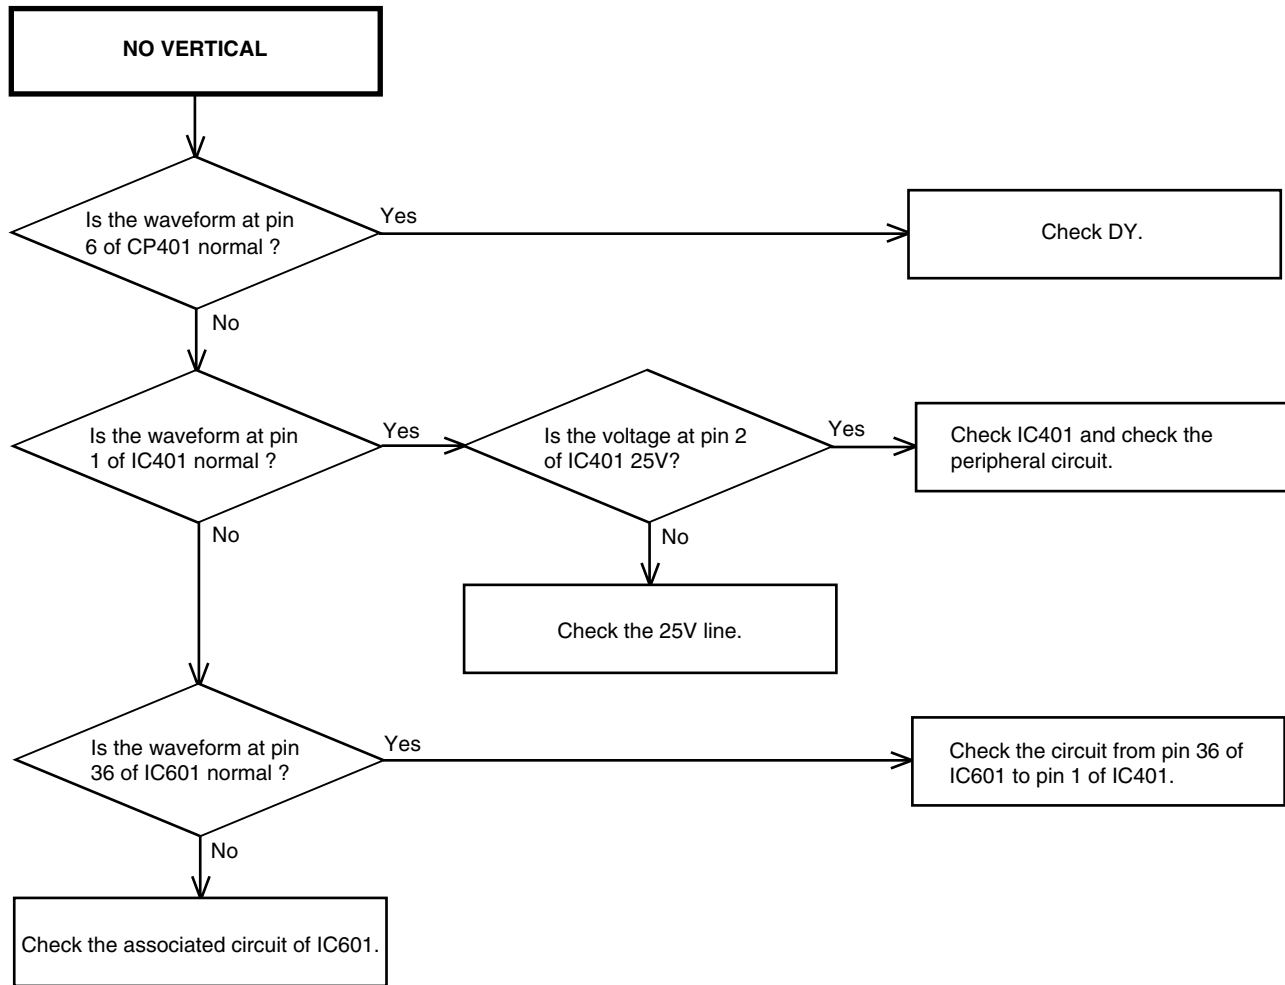 NO VERTICAL
Is the waveform at pin
6 of CP401 normal ?
Yes
Check DY.
No
Is the waveform at pin
1 of IC401 normal ?
Yes
Is the voltage at pin 2
of IC401 25V?
Yes
Check IC401 and check the
peripheral circuit.
No
No
Check the 25V line.
Is the waveform at pin
36 of IC601 normal ?
Yes
Check the circuit from pin 36 of
IC601 to pin 1 of IC401.
No
Check the associated circuit of IC601.